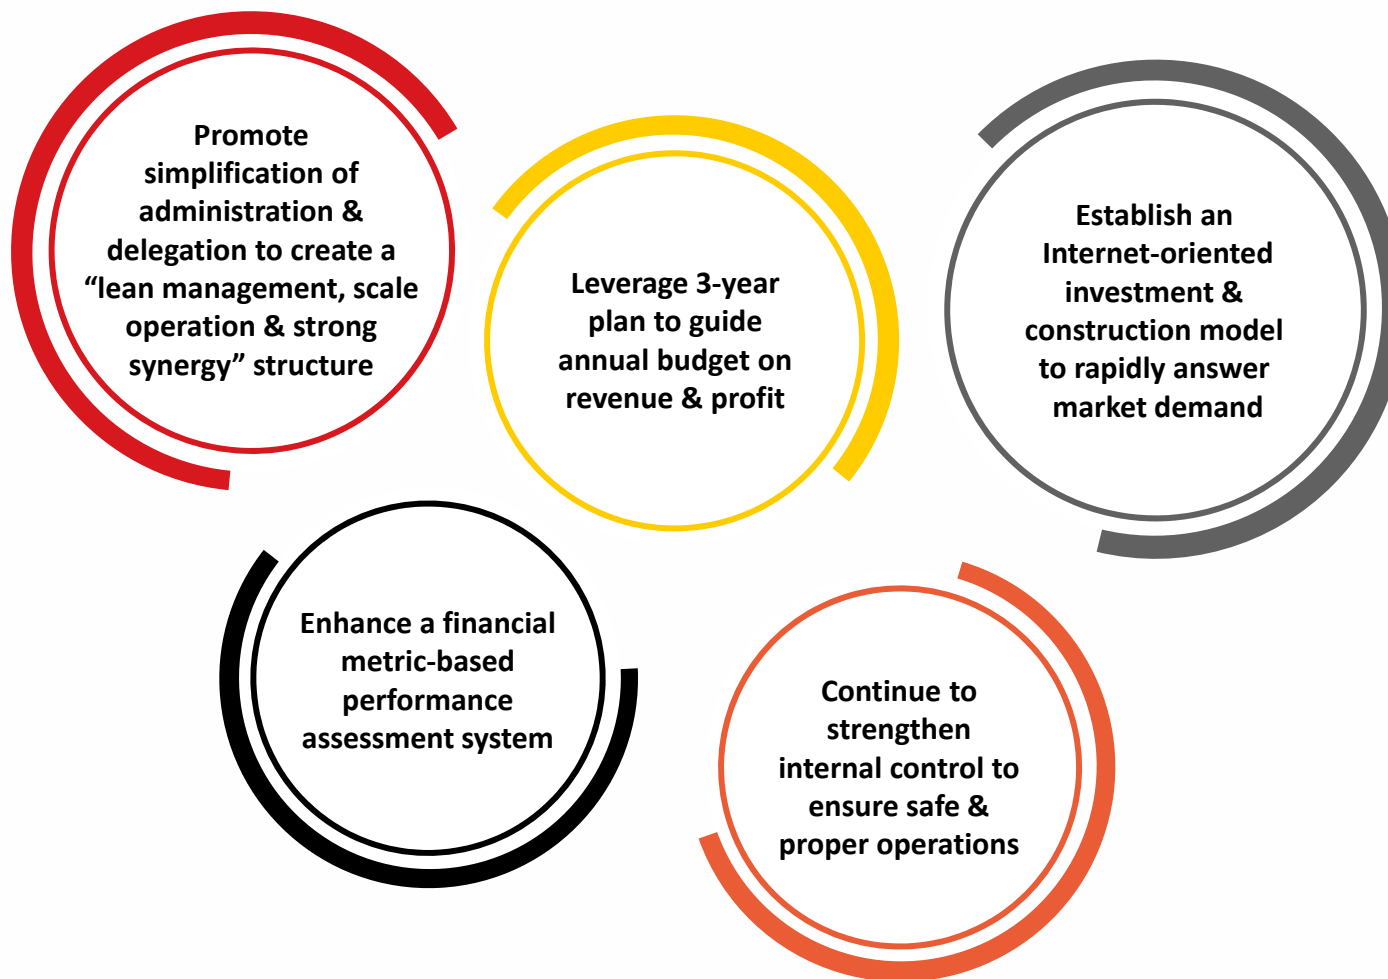 Promote
simplification of
administration &
delegation to create a
“lean management, scale
operation & strong
synergy” structure
Leverage 3-year
plan to guide
annual budget on
revenue & profit
Establish an
Internet-oriented
investment &
construction model
to rapidly answer
market demand
Enhance a financial
metric-based
performance
assessment system
Continue to
strengthen
internal control to
ensure safe &
proper operations